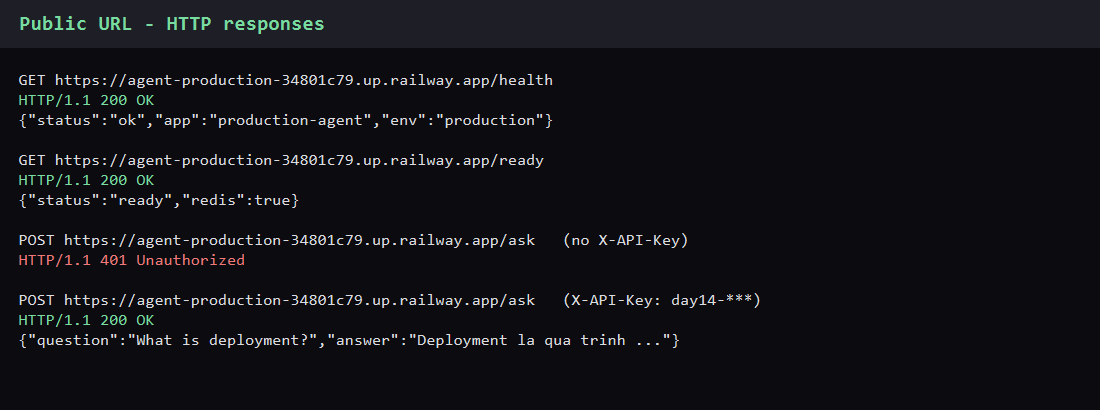 Public URL - HTTP responses
GET https://agent-production-34801c79.up.railway.app/health
HTTP/1.1 200 OK
{"status":"ok","app":"production-agent","env":"production"}
GET https://agent-production-34801c79.up.railway.app/ready
HTTP/1.1 200 OK
{"status":"ready","redis":true}
POST https://agent-production-34801c79.up.railway.app/ask (no X-API-Key)
HTTP/1.1 401 Unauthorized
POST https://agent-production-34801c79.up.railway.app/ask (X-API-Key: day14-***)
HTTP/1.1 200 OK
{"question":"What is deployment?","answer":"Deployment la qua trinh ..."}